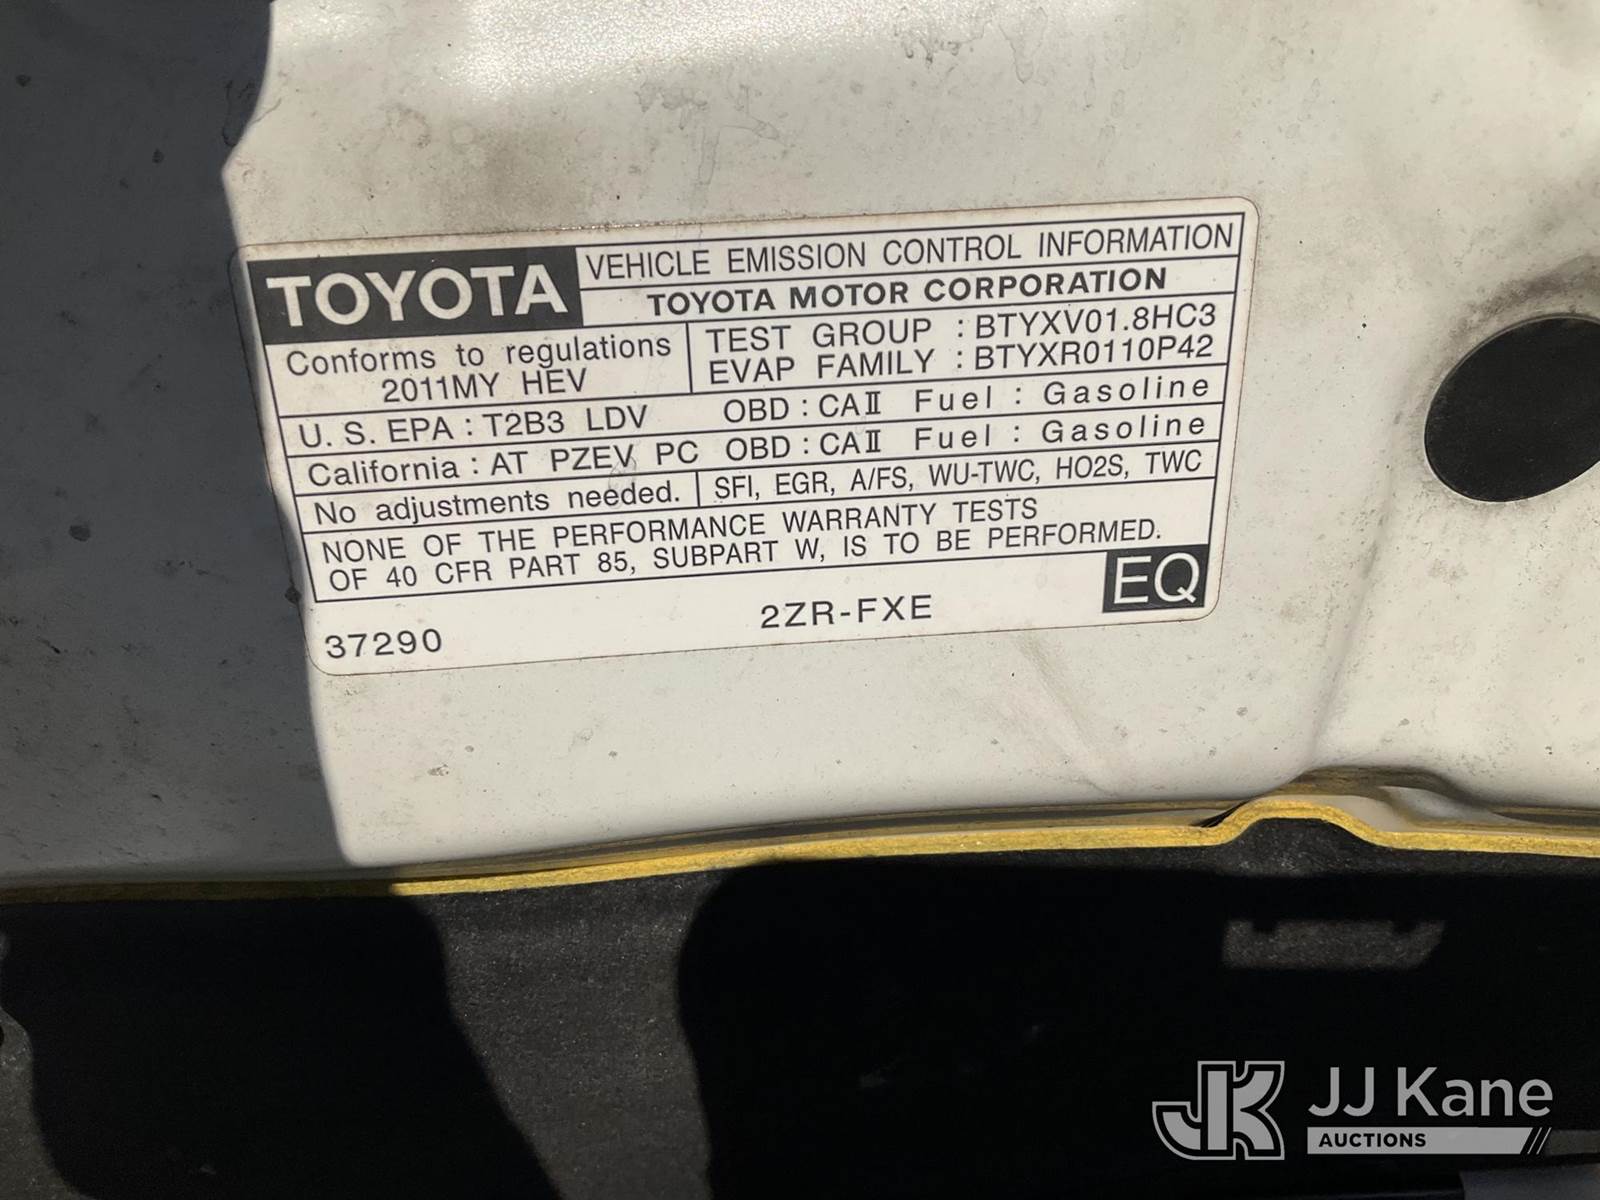 TOYOTA
VEHICLE EMISSION CONTROL INFORMATION
TOYOTA MOTOR CORPORATION
Conforms to regulations
2011MY HEV
TEST GROUP : BTYXV01.8HC3
EVAP FAMILY : BTYXR0110P42
U. S. EPA : T2B3 LDV OBD : CAⅡ Fuel : Gasoline
California : AT PZEV PC OBD : CAⅡ Fuel : Gasoline
No adjustments needed. SFI, EGR, A/FS, WU-TWC, HO2S, TWC
NONE OF THE PERFORMANCE WARRANTY TESTS
OF 40 CFR PART 85, SUBPART W, IS TO BE PERFORMED.
37290 2ZR-FXE EQ
JK JJ Kane
AUCTIONS